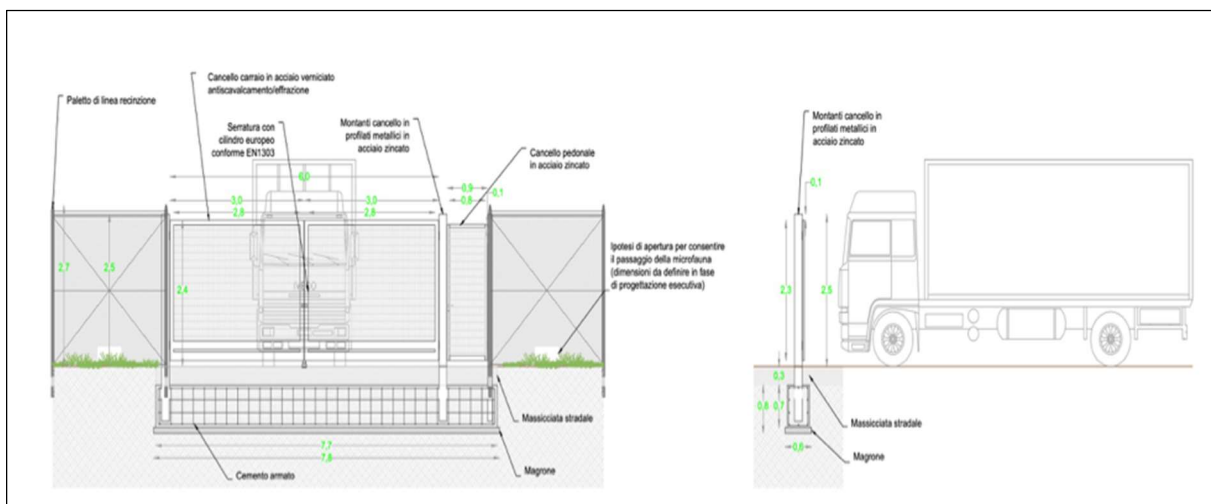 Cancello carraio in acciaio verniciato
antiscavalcamento/effrazione
Paletto di linea recinzione
Serratura con
cilindro europeo
conforme EN1303
Montanti cancello in
profilati metallici in
acciaio zincato
Cancello pedonale
in acciaio zincato
6,0
0,9
0,1
3,0
3,0
0,8
2,8
2,8
2,7
2,5
2,4
Ipotesi di apertura per consentire
il passaggio della microfauna
(dimensioni da definire in fase
di progettazione esecutiva)
Massicciata stradale
7,7
7,8
Cemento armato
Magrone
Montanti cancello in
profilati metallici in
acciaio zincato
0,1
2,3
2,5
0,3
0,8
0,7
0,6
Massicciata stradale
Magrone